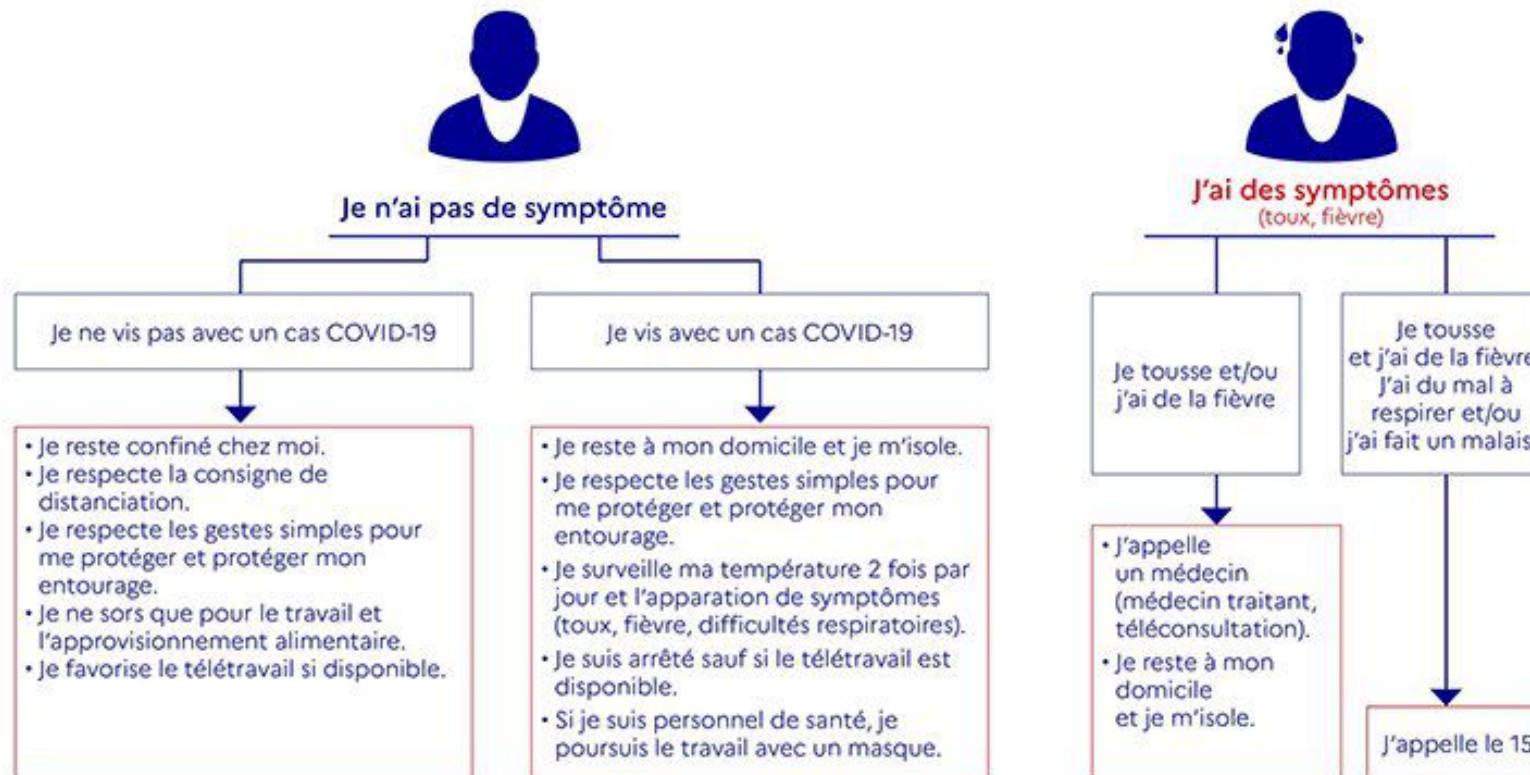 Je n'ai pas de symptôme
Je ne vis pas avec un cas COVID-19
• Je reste confiné chez moi.
• Je respecte la consigne de
distanciation.
• Je respecte les gestes simples pour
me protéger et protéger mon
entourage.
• Je ne sors que pour le travail et
l'approvisionnement alimentaire.
• Je favorise le télétravail si disponible.
Je vis avec un cas COVID-19
• Je reste à mon domicile et je m'isole.
• Je respecte les gestes simples pour
me protéger et protéger mon
entourage.
• Je surveille ma température 2 fois par
jour et l'apparation de symptômes
(toux, fièvre, difficultés respiratoires).
• Je suis arrêté sauf si le télétravail est
disponible.
• Si je suis personnel de santé, je
poursuis le travail avec un masque.
J'ai des symptômes
(toux, fièvre)
Je tousse et/ou
j'ai de la fièvre
• J'appelle
un médecin
(médecin traitant,
téléconsultation).
• Je reste à mon
domicile
et je m'isole.
Je tousse
et j'ai de la fièvre
J'ai du mal à
respirer et/ou
j'ai fait un malais
J'appelle le 15